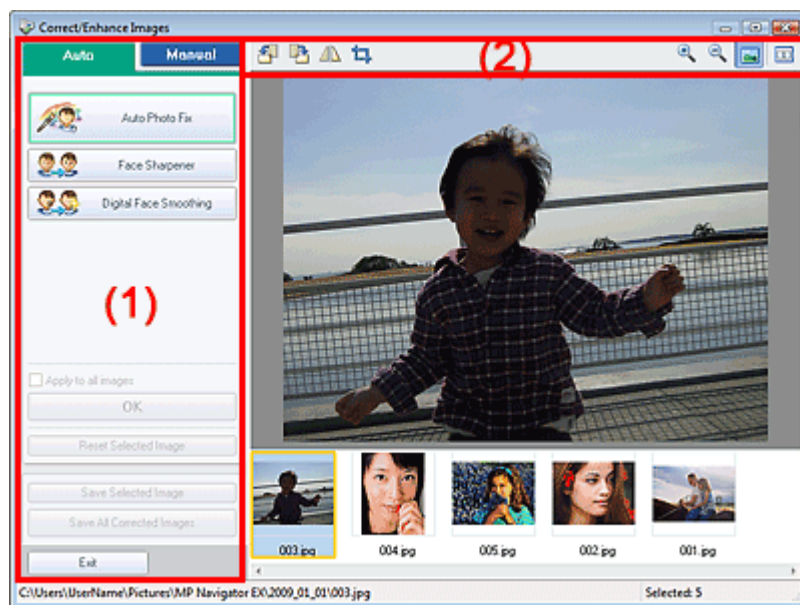 Correct/Enhance Images
Auto Manual
(2)
Auto Photo Fix
Face Sharpener
Digital Face Smoothing
(1)
Apply to all images
OK
Reset Selected Image
Save Selected Image
Save All Corrected Images
Exit
003.jpg 004.jpg 005.jpg 002.jpg 001.jpg
C:\Users\UserName\Pictures\MP Navigator EX\2009_01_01\003.jpg Selected: 5